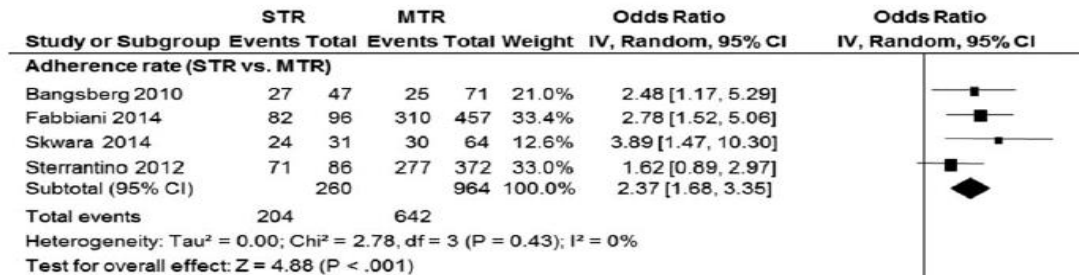 STR MTR Odds Ratio Odds Ratio
Study or Subgroup Events Total Events Total Weight IV, Random, 95% CI IV, Random, 95% CI
Adherence rate (STR vs. MTR)
Bangsberg 2010 27 47 25 71 21.0% 2.48 [1.17, 5.29]
Fabbiani 2014 82 96 310 457 33.4% 2.78 [1.52, 5.06]
Skwara 2014 24 31 30 64 12.6% 3.89 [1.47, 10.30]
Sterrantino 2012 71 86 277 372 33.0% 1.62 [0.89, 2.97]
Subtotal (95% CI) 260 964 100.0% 2.37 [1.68, 3.35]
Total events 204 642
Heterogeneity: Tau² = 0.00; Chi² = 2.78, df = 3 (P = 0.43); I² = 0%
Test for overall effect: Z = 4.88 (P < .001)